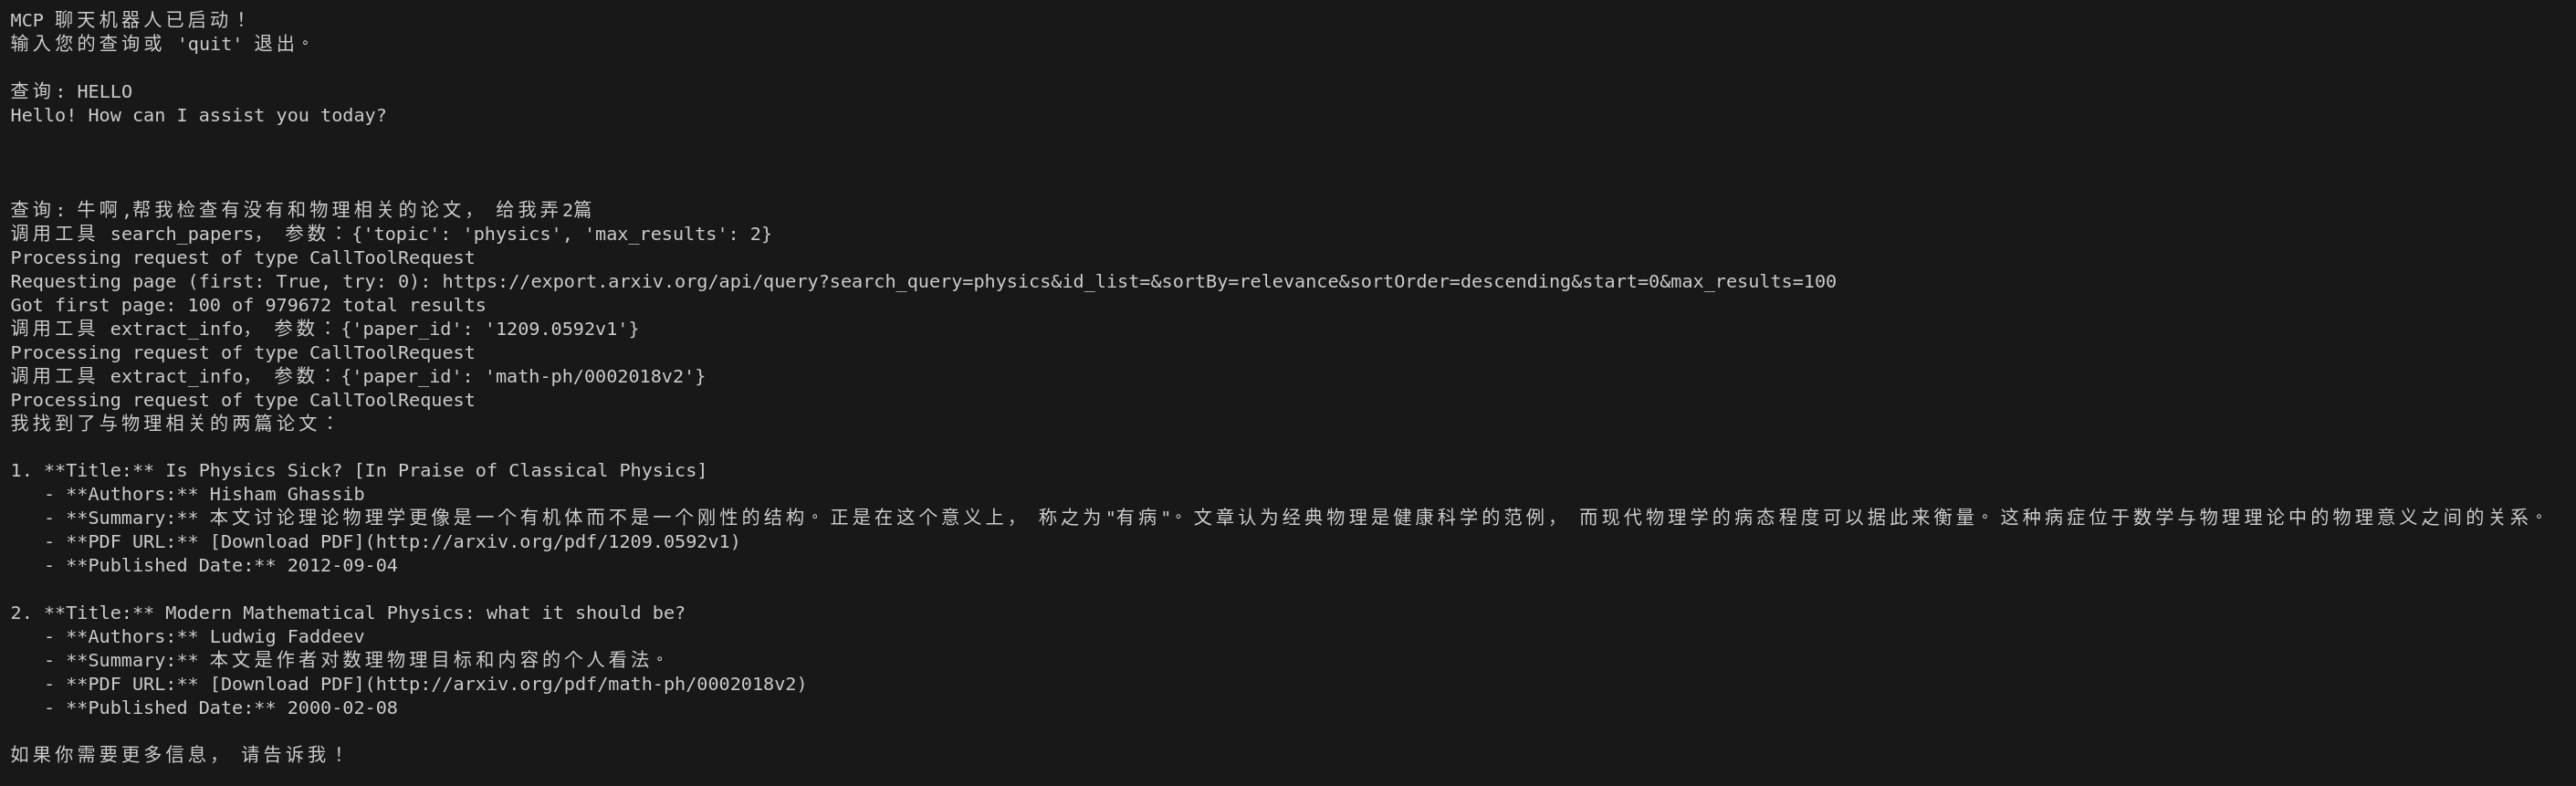 MCP 聊天机器人已启动！
输入您的查询或 'quit' 退出。
查询: HELLO
Hello! How can I assist you today?
查询: 牛啊,帮我检查有没有和物理相关的论文， 给我弄2篇
调用工具 search_papers， 参数：{'topic': 'physics', 'max_results': 2}
Processing request of type CallToolRequest
Requesting page (first: True, try: 0): https://export.arxiv.org/api/query?search_query=physics&id_list=&sortBy=relevance&sortOrder=descending&start=0&max_results=100
Got first page: 100 of 979672 total results
调用工具 extract_info， 参数：{'paper_id': '1209.0592v1'}
Processing request of type CallToolRequest
调用工具 extract_info， 参数：{'paper_id': 'math-ph/0002018v2'}
Processing request of type CallToolRequest
我找到了与物理相关的两篇论文：
1. **Title:** Is Physics Sick? [In Praise of Classical Physics]
- **Authors:** Hisham Ghassib
- **Summary:** 本文讨论理论物理学更像是一个有机体而不是一个刚性的结构。正是在这个意义上， 称之为"有病"。文章认为经典物理是健康科学的范例， 而现代物理学的病态程度可以据此来衡量。这种病症位于数学与物理理论中的物理意义之间的关系。
- **PDF URL:** [Download PDF](http://arxiv.org/pdf/1209.0592v1)
- **Published Date:** 2012-09-04
2. **Title:** Modern Mathematical Physics: what it should be?
- **Authors:** Ludwig Faddeev
- **Summary:** 本文是作者对数理物理目标和内容的个人看法。
- **PDF URL:** [Download PDF](http://arxiv.org/pdf/math-ph/0002018v2)
- **Published Date:** 2000-02-08
如果你需要更多信息， 请告诉我！